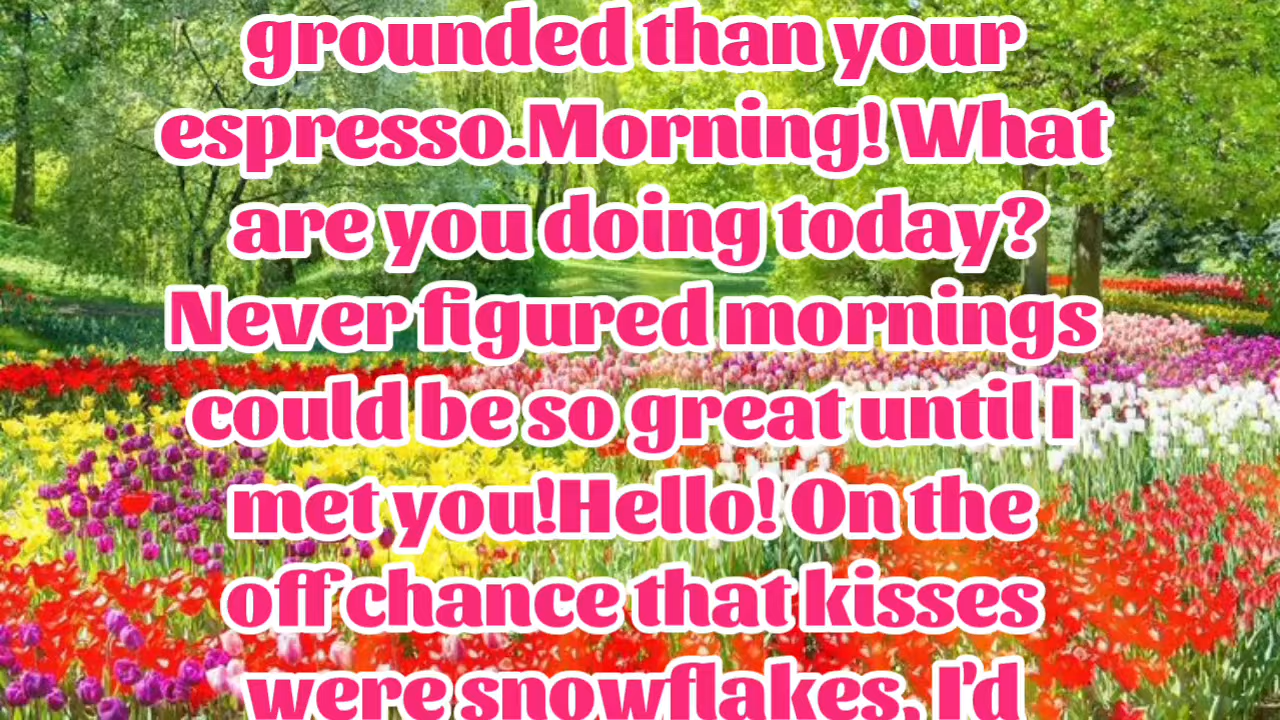 grounded than your
espresso.Morning! What
are you doing today?
Never figured mornings
could be so great until I
met you!Hello! On the
off chance that kisses
were snowflakes, I'd